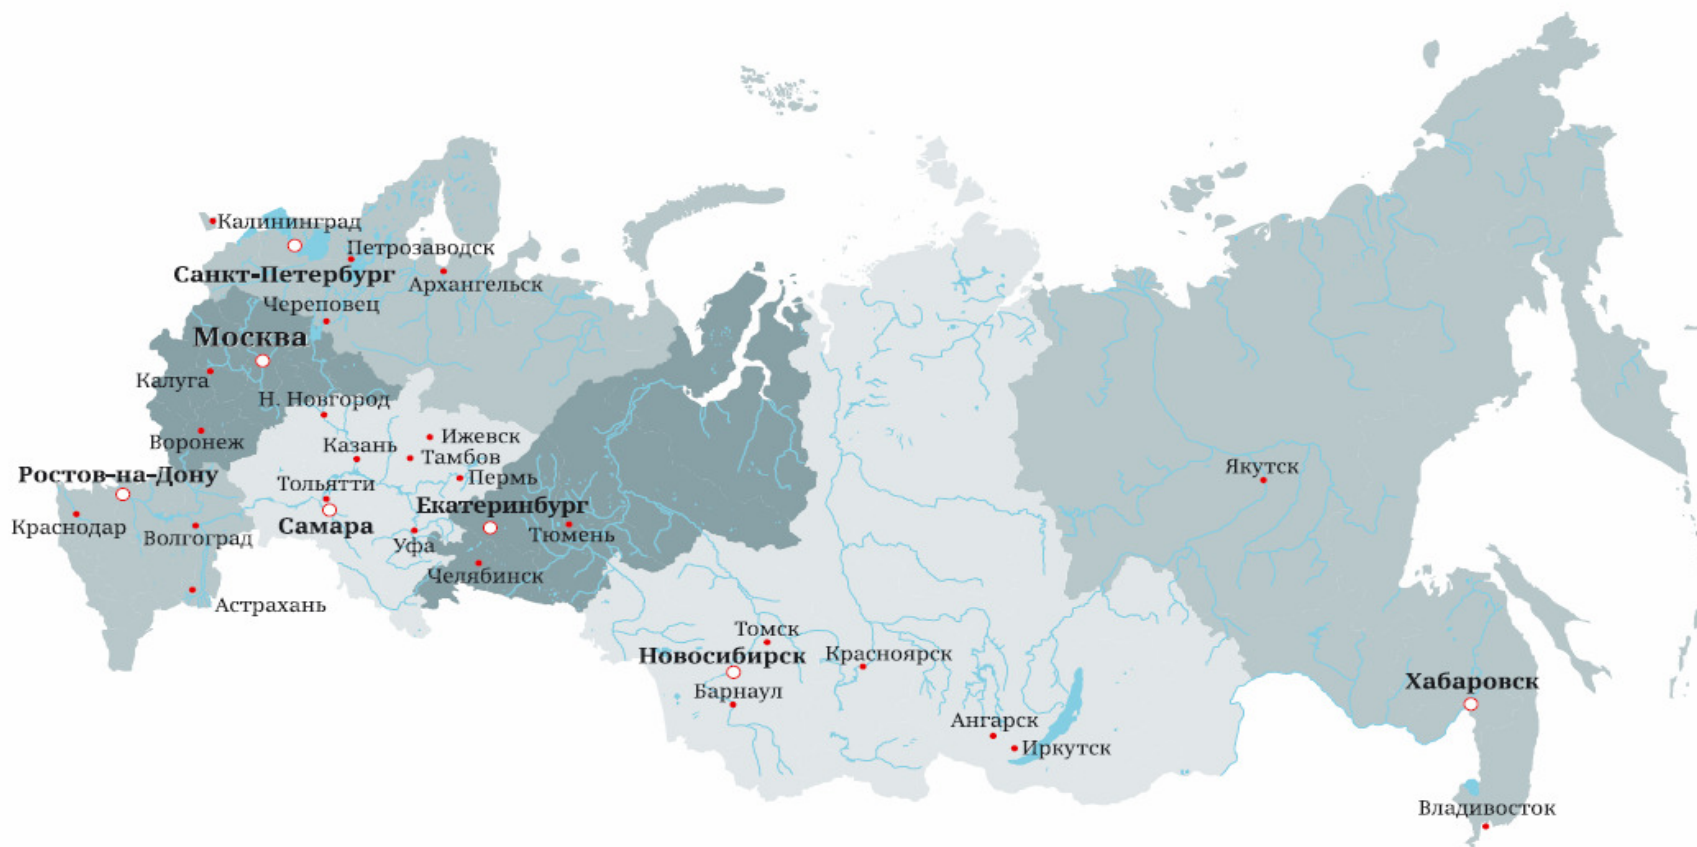 Калининград
Петрозаводск
Санкт-Петербург
Архангельск
Череповец
Москва
Калуга
Н. Новгород
Воронеж
Ижевск
Казань
Тамбов
Ростов-на-Дону
Пермь
Тольятти
Екатеринбург
Краснодар
Самара
Волгоград
Тюмень
Уфа
Челябинск
Астрахань
Якутск
Томск
Новосибирск
Красноярск
Барнаул
Хабаровск
Ангарск
Иркутск
Владивосток